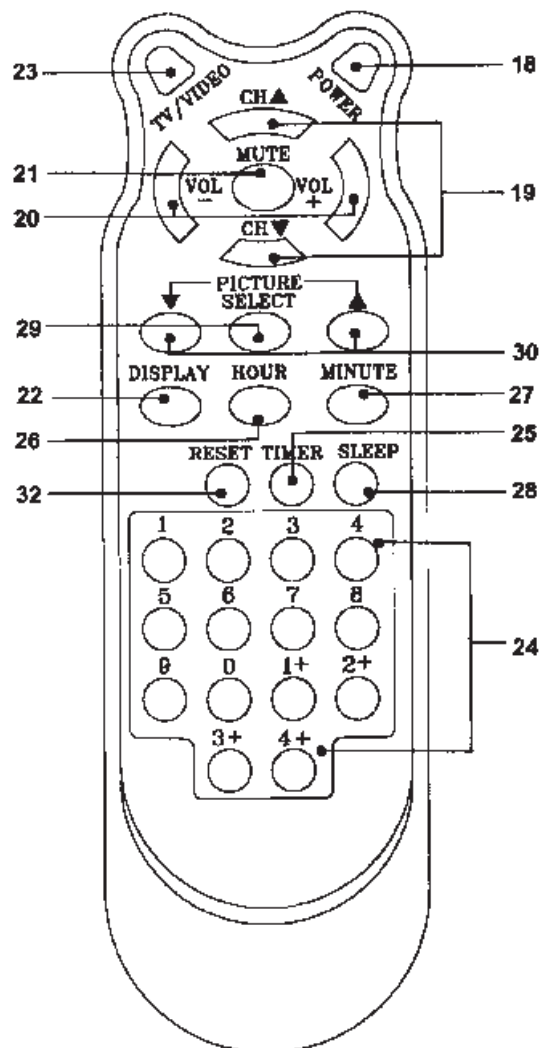 23
18
TV/VIDEO
POWER
CH▲
MUTE
21
VOL
−
VOL
+
19
20
CH▼
▼ PICTURE ▲
SELECT
29
30
DISPLAY HOUR MINUTE
22
27
26
25
RESET TIMER SLEEP
32
28
1 2 3 4
5 6 7 8
24
9 0 1+ 2+
3+ 4+